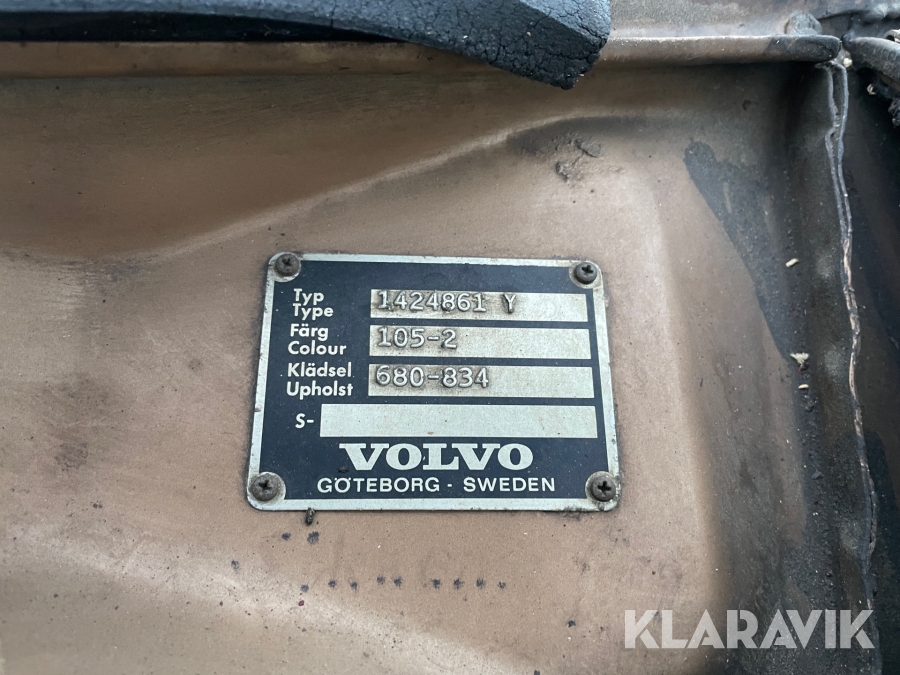 Typ
Type 1424861 Y
Färg
Colour 105-2
Klädsel
Upholst 680-834
S-
VOLVO
GÖTEBORG - SWEDEN
KLARAVIK